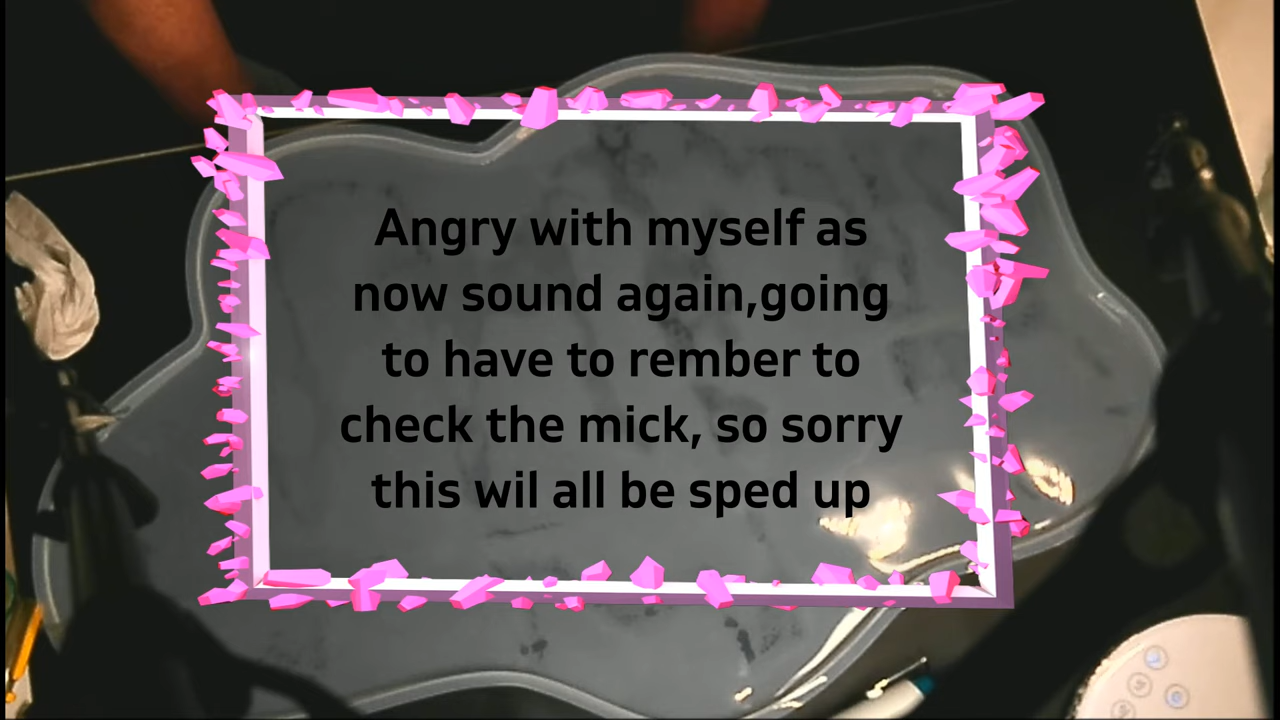 Angry with myself as
now sound again,going
to have to rember to
check the mick, so sorry
this wil all be sped up